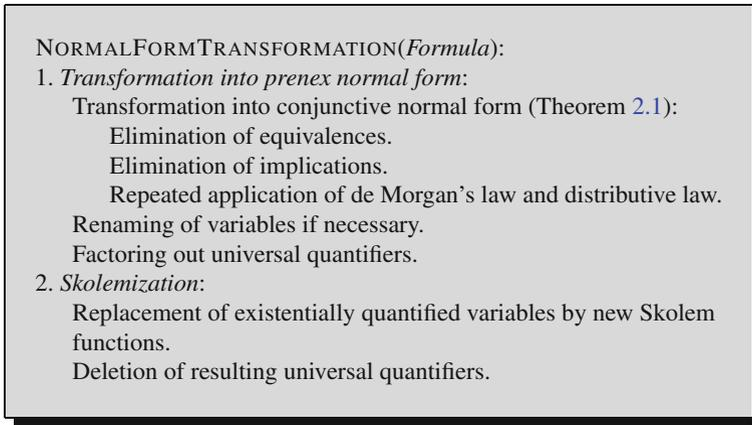 NORMALFORMTRANSFORMATION(Formula):
1. Transformation into prenex normal form:
Transformation into conjunctive normal form (Theorem 2.1):
Elimination of equivalences.
Elimination of implications.
Repeated application of de Morgan's law and distributive law.
Renaming of variables if necessary.
Factoring out universal quantifiers.
2. Skolemization:
Replacement of existentially quantified variables by new Skolem
functions.
Deletion of resulting universal quantifiers.